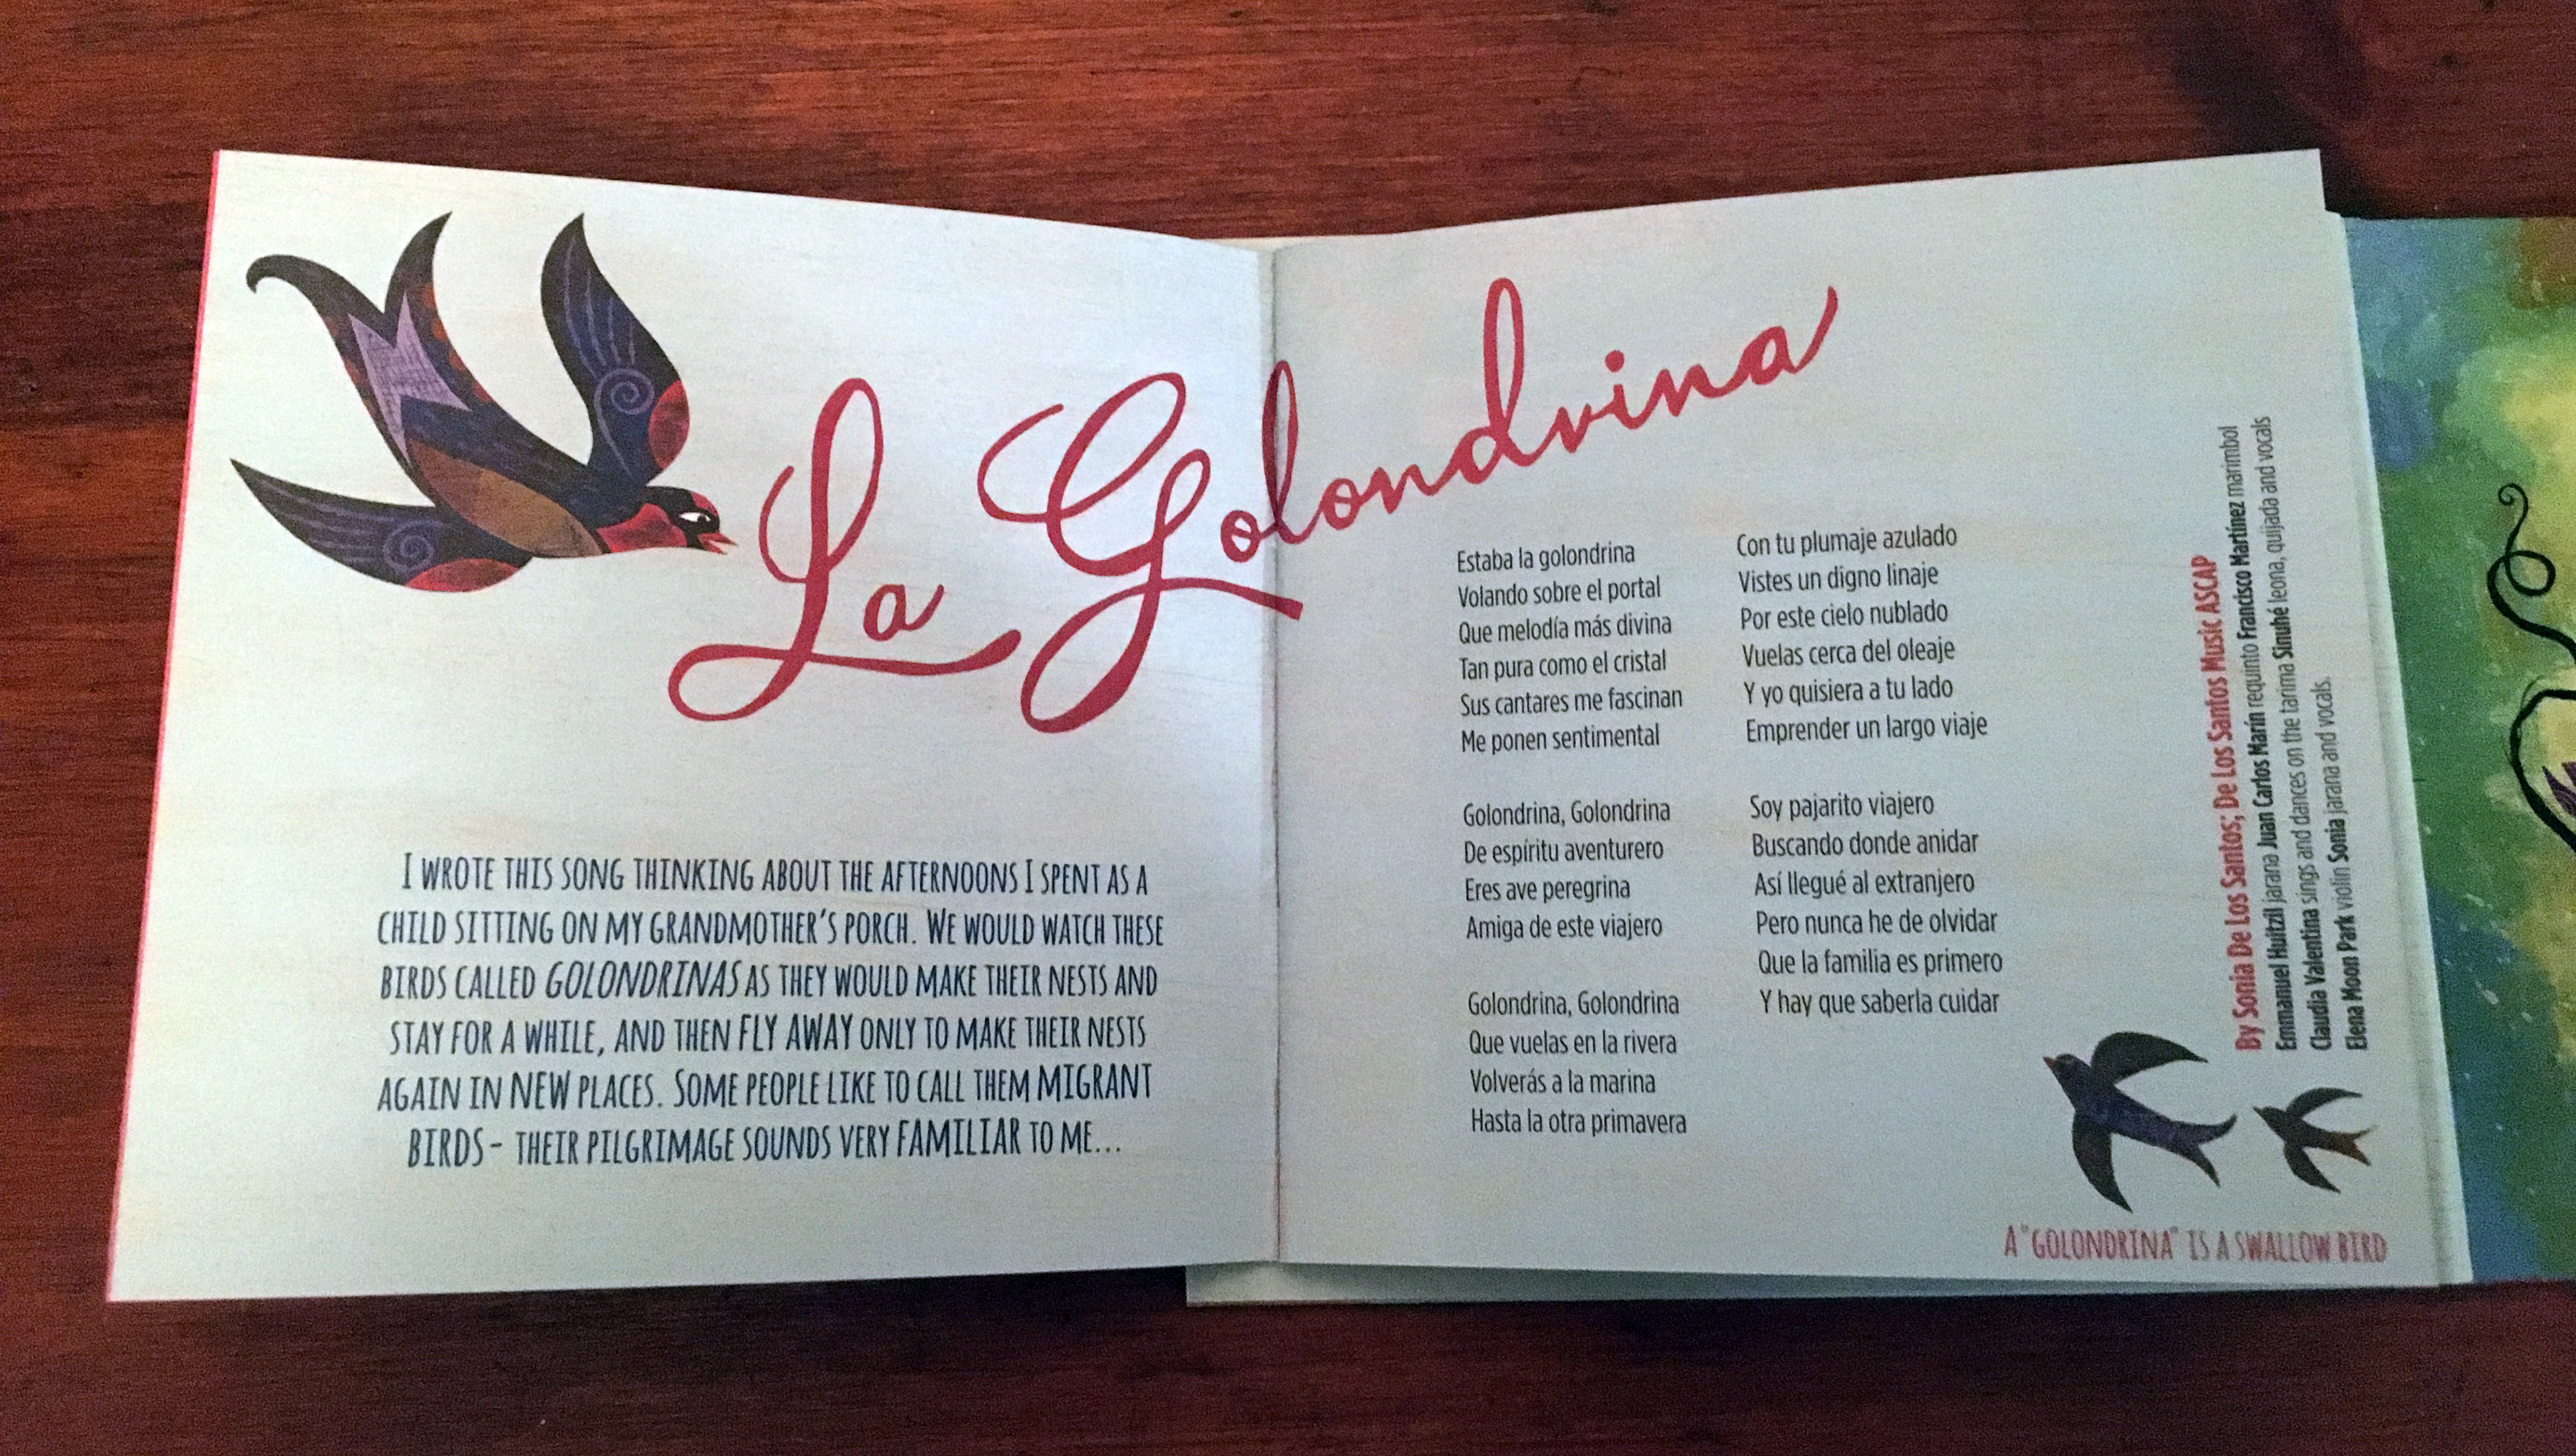 La Golondrina
I WROTE THIS SONG THINKING ABOUT THE AFTERNOONS I SPENT AS A
CHILD SITTING ON MY GRANDMOTHER'S PORCH. WE WOULD WATCH THESE
BIRDS CALLED GOLONDRINAS AS THEY WOULD MAKE THEIR NESTS AND
STAY FOR A WHILE, AND THEN FLY AWAY ONLY TO MAKE THEIR NESTS
AGAIN IN NEW PLACES. SOME PEOPLE LIKE TO CALL THEM MIGRANT
BIRDS - THEIR PILGRIMAGE SOUNDS VERY FAMILIAR TO ME...
Estaba la golondrina
Volando sobre el portal
Que melodía más divina
Tan pura como el cristal
Sus cantares me fascinan
Me ponen sentimental
Golondrina, Golondrina
De espíritu aventurero
Eres ave peregrina
Amiga de este viajero
Golondrina, Golondrina
Que vuelas en la rivera
Volverás a la marina
Hasta la otra primavera
Con tu plumaje azulado
Vistes un digno linaje
Por este cielo nublado
Vuelas cerca del oleaje
Y yo quisiera a tu lado
Emprender un largo viaje
Soy pajarito viajero
Buscando donde anidar
Así llegué al extranjero
Pero nunca he de olvidar
Que la familia es primero
Y hay que saberla cuidar
By Sonia De Los Santos; De Los Santos Music ASCAP
Emmanuel Huitzil jarana Juan Carlos Marín requinto Francisco Martínez marimbol
Claudia Valentina sings and dances on the tarima Sinuhé leona, quijada and vocals
Elena Moon Park violin Sonia jarana and vocals.
A "GOLONDRINA" IS A SWALLOW BIRD